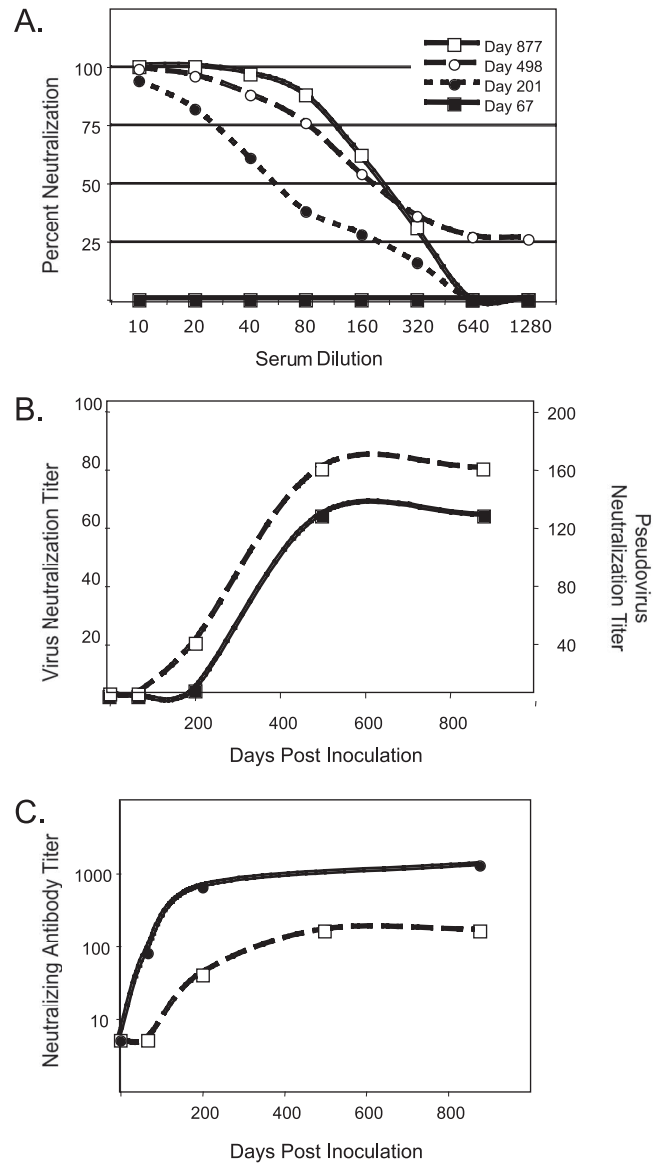 A.
Percent Neutralization
100
75
50
25
Day 877
Day 498
Day 201
Day 67
10 20 40 80 160 320 640 1280
Serum Dilution
B.
Virus Neutralization Titer
100
80
60
40
20
200
160
120
80
40
Pseudovirus
Neutralization Titer
200 400 600 800
Days Post Inoculation
C.
Neutralizing Antibody Titer
1000
100
10
200 400 600 800
Days Post Inoculation